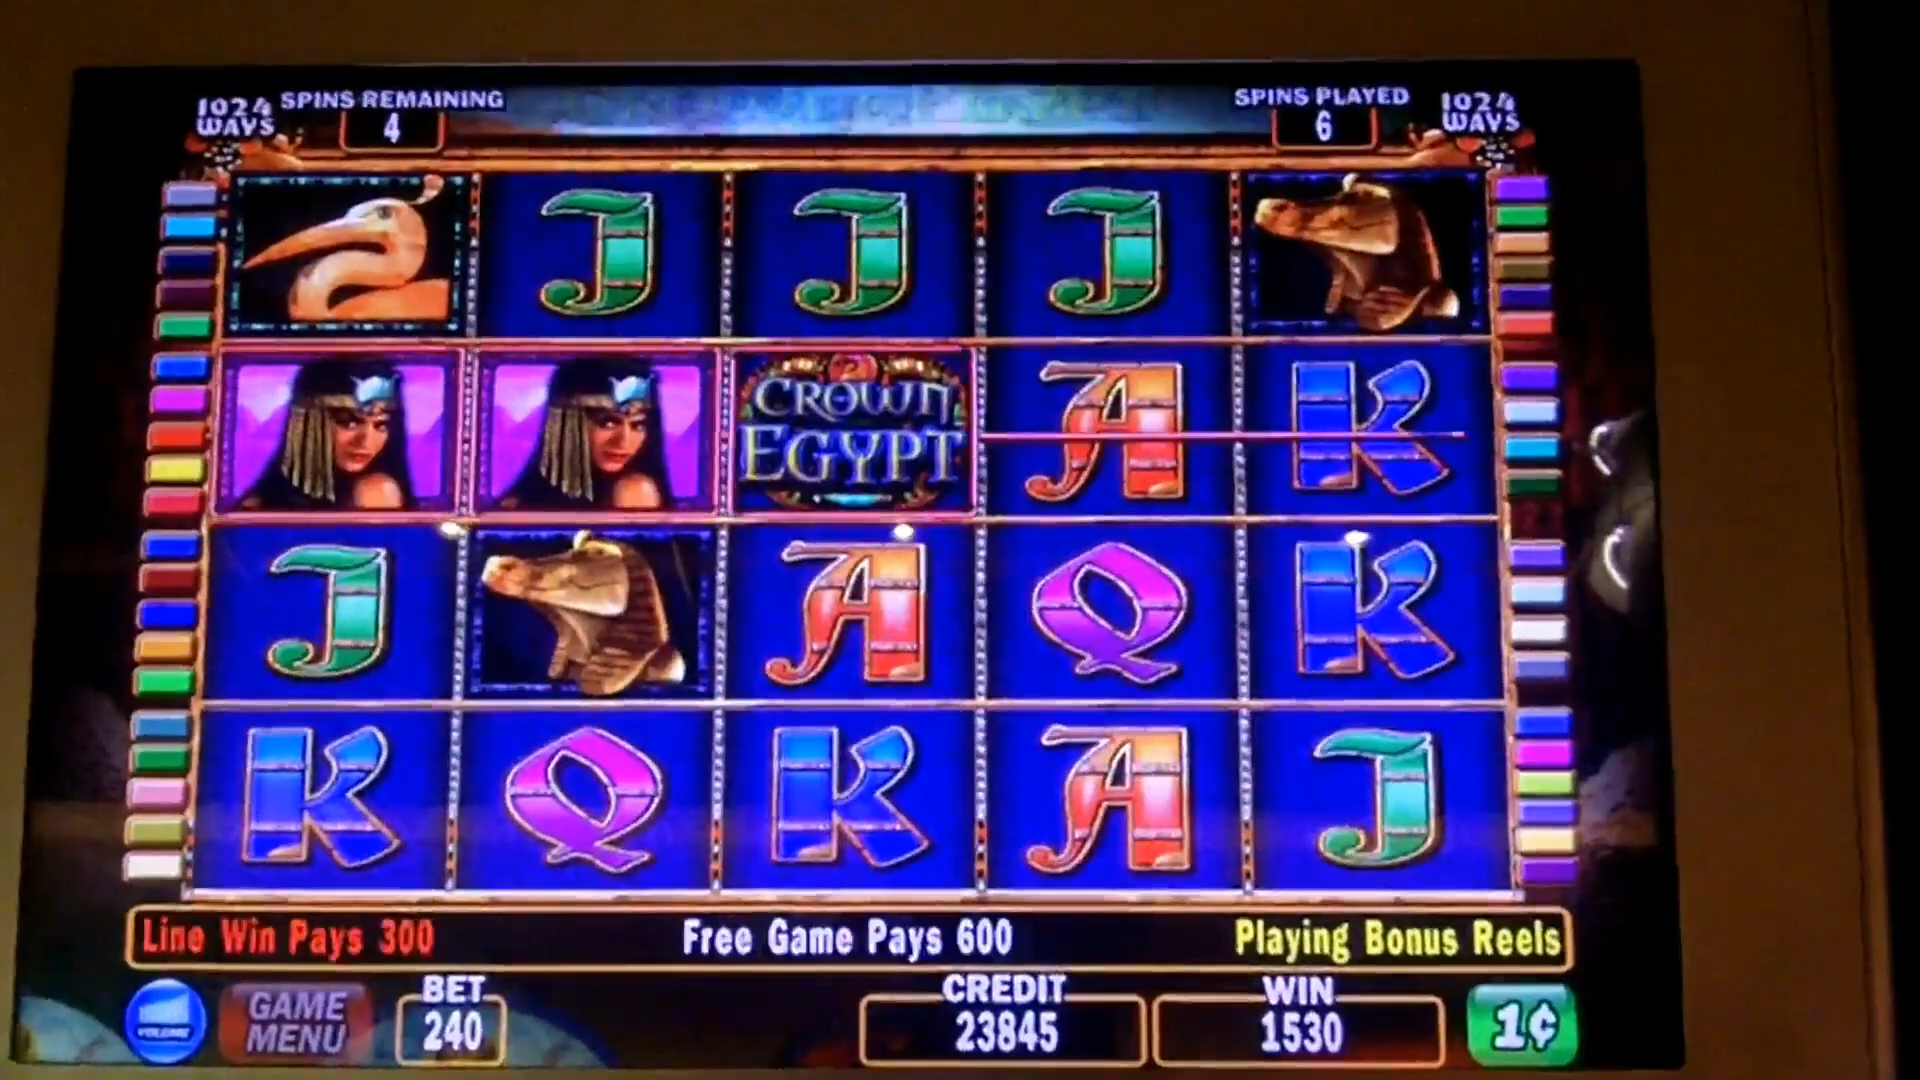 1024 WAYS
SPINS REMAINING
4
SPINS PLAYED
6
1024 WAYS
J J J
CROWN
EGYPT
A K
J A Q K
K Q K A J
Line Win Pays 300
Free Game Pays 600
Playing Bonus Reels
VOLUME
GAME
MENU
BET
240
CREDIT
23845
WIN
1530
1¢